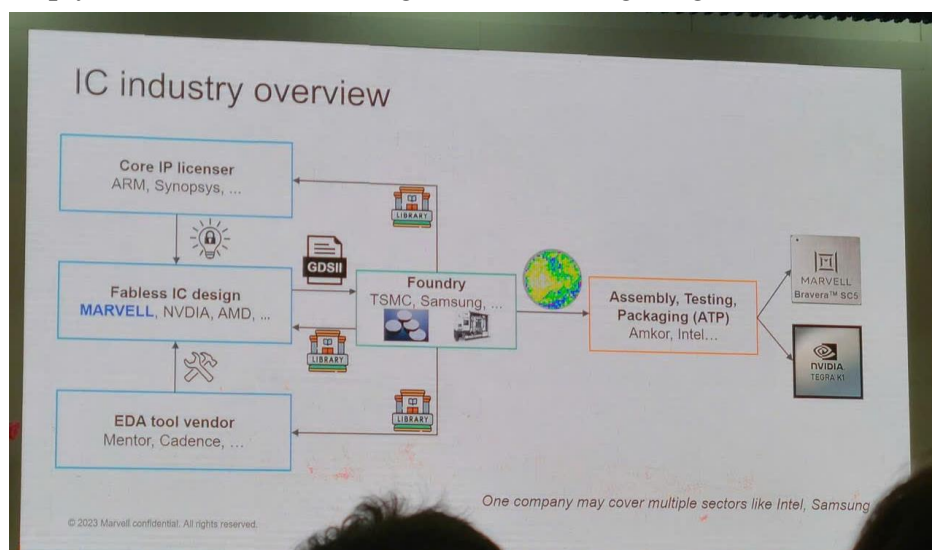 IC industry overview
Core IP licenser
ARM, Synopsys, ...
LIBRARY
GDSII
Fabless IC design
MARVELL, NVIDIA, AMD, ...
Foundry
TSMC, Samsung, ...
LIBRARY
Assembly, Testing,
Packaging (ATP)
Amkor, Intel...
MARVELL
Bravera™ SC5
NVIDIA
TEGRA K1
EDA tool vendor
Mentor, Cadence, ...
LIBRARY
One company may cover multiple sectors like Intel, Samsung
© 2023 Marvell confidential. All rights reserved.